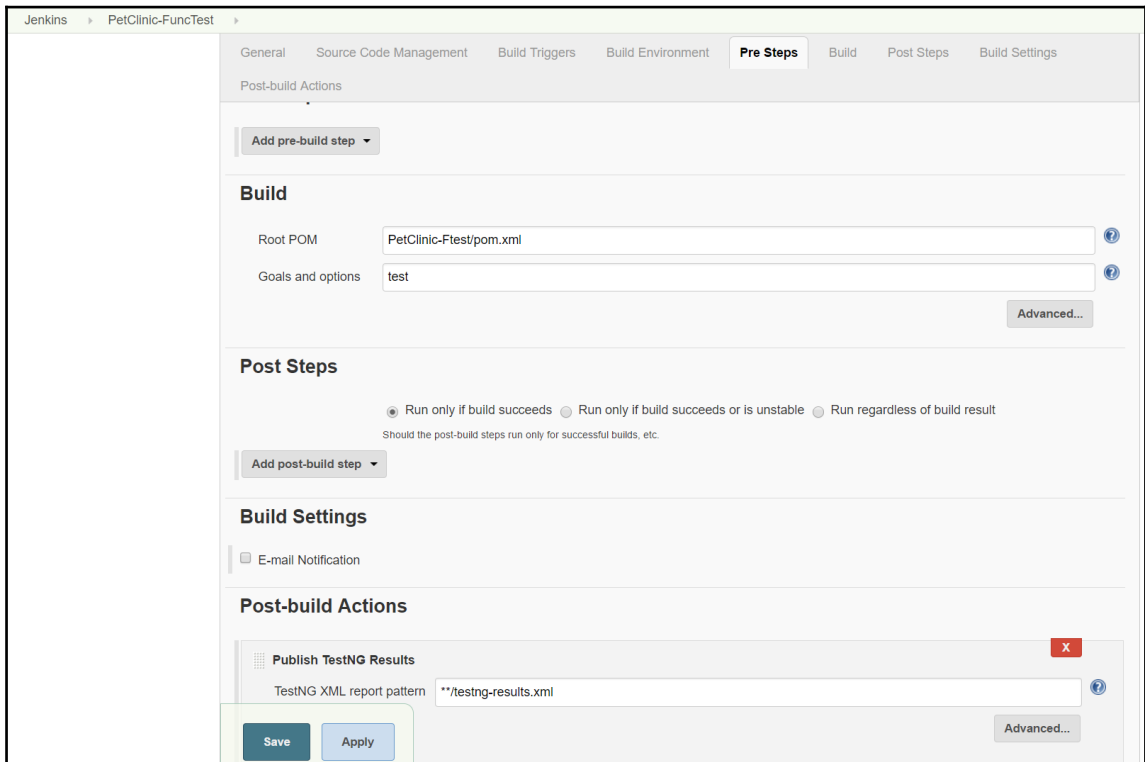 Jenkins PetClinic-FuncTest
General Source Code Management Build Triggers Build Environment Pre Steps Build Post Steps Build Settings
Post-build Actions
Add pre-build step
Build
Root POM PetClinic-Ftest/pom.xml
Goals and options test
Advanced...
Post Steps
Run only if build succeeds Run only if build succeeds or is unstable Run regardless of build result
Should the post-build steps run only for successful builds, etc.
Add post-build step
Build Settings
E-mail Notification
Post-build Actions
X
Publish TestNG Results
TestNG XML report pattern **/testng-results.xml
Advanced...
Save Apply